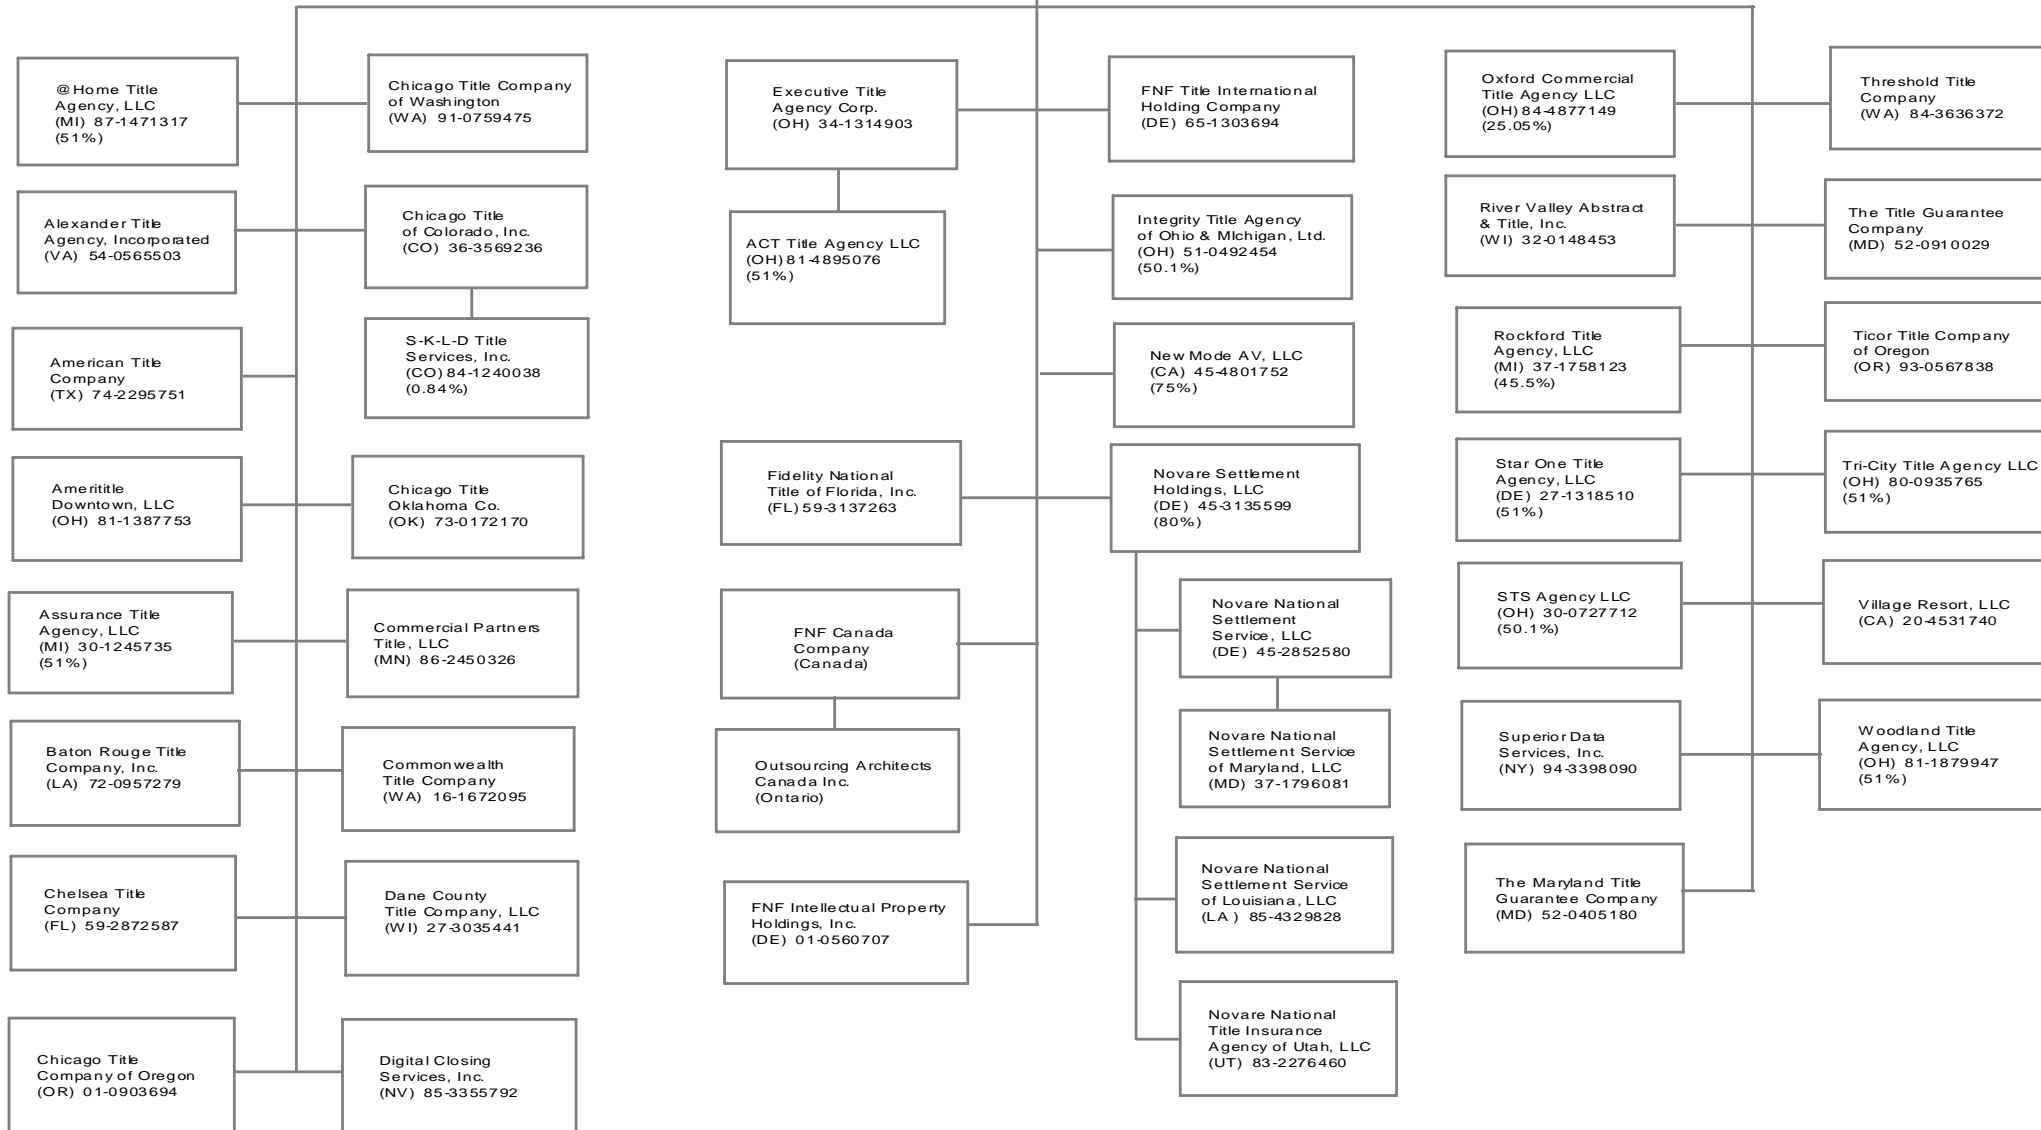 @Home Title
Agency, LLC
(MI) 87-1471317
(51%)
Chicago Title Company
of Washington
(WA) 91-0759475
Alexander Title
Agency, Incorporated
(VA) 54-0565503
Chicago Title
of Colorado, Inc.
(CO) 36-3569236
American Title
Company
(TX) 74-2295751
S-K-L-D Title
Services, Inc.
(CO) 84-1240038
(0.84%)
Amerititle
Downtown, LLC
(OH) 81-1387753
Chicago Title
Oklahoma Co.
(OK) 73-0172170
Assurance Title
Agency, LLC
(MI) 30-1245735
(51%)
Commercial Partners
Title, LLC
(MN) 86-2450326
Baton Rouge Title
Company, Inc.
(LA) 72-0957279
Commonwealth
Title Company
(WA) 16-1672095
Chelsea Title
Company
(FL) 59-2872587
Dane County
Title Company, LLC
(WI) 27-3035441
Chicago Title
Company of Oregon
(OR) 01-0903694
Digital Closing
Services, Inc.
(NV) 85-3355792
Executive Title
Agency Corp.
(OH) 34-1314903
FNF Title International
Holding Company
(DE) 65-1303694
ACT Title Agency LLC
(OH) 81-4895076
(51%)
Integrity Title Agency
of Ohio & MIchigan, Ltd.
(OH) 51-0492454
(50.1%)
New Mode AV, LLC
(CA) 45-4801752
(75%)
Fidelity National
Title of Florida, Inc.
(FL) 59-3137263
Novare Settlement
Holdings, LLC
(DE) 45-3135599
(80%)
FNF Canada
Company
(Canada)
Novare National
Settlement
Service, LLC
(DE) 45-2852580
Outsourcing Architects
Canada Inc.
(Ontario)
Novare National
Settlement Service
of Maryland, LLC
(MD) 37-1796081
FNF Intellectual Property
Holdings, Inc.
(DE) 01-0560707
Novare National
Settlement Service
of Louisiana, LLC
(LA ) 85-4329828
Novare National
Title Insurance
Agency of Utah, LLC
(UT) 83-2276460
Oxford Commercial
Title Agency LLC
(OH) 84-4877149
(25.05%)
Threshold Title
Company
(WA) 84-3636372
River Valley Abstract
& Title, Inc.
(WI) 32-0148453
The Title Guarantee
Company
(MD) 52-0910029
Rockford Title
Agency, LLC
(MI) 37-1758123
(45.5%)
Ticor Title Company
of Oregon
(OR) 93-0567838
Star One Title
Agency, LLC
(DE) 27-1318510
(51%)
Tri-City Title Agency LLC
(OH) 80-0935765
(51%)
STS Agency LLC
(OH) 30-0727712
(50.1%)
Village Resort, LLC
(CA) 20-4531740
Superior Data
Services, Inc.
(NY) 94-3398090
Woodland Title
Agency, LLC
(OH) 81-1879947
(51%)
The Maryland Title
Guarantee Company
(MD) 52-0405180